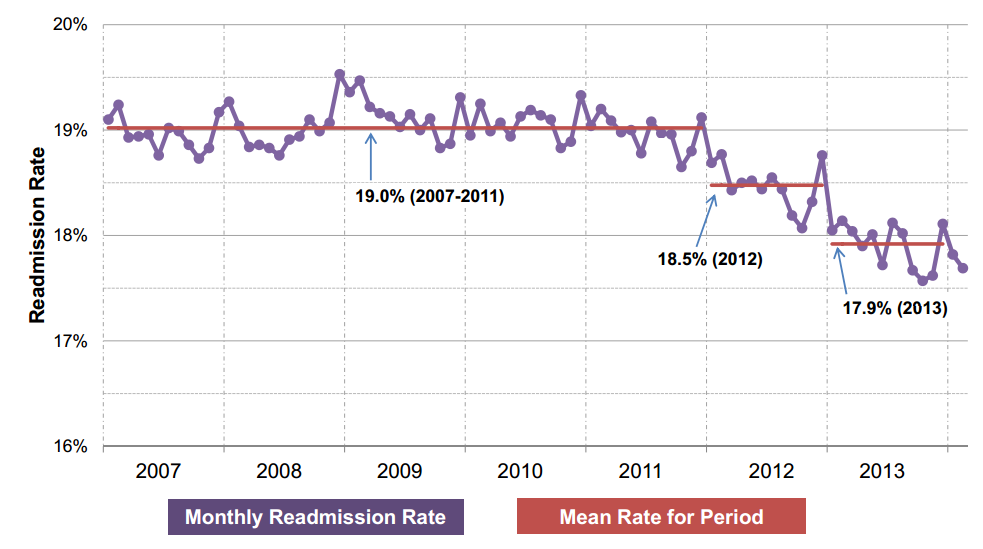 20%
19%
18%
17%
16%
Readmission Rate
19.0% (2007-2011)
18.5% (2012)
17.9% (2013)
2007 2008 2009 2010 2011 2012 2013
Monthly Readmission Rate Mean Rate for Period